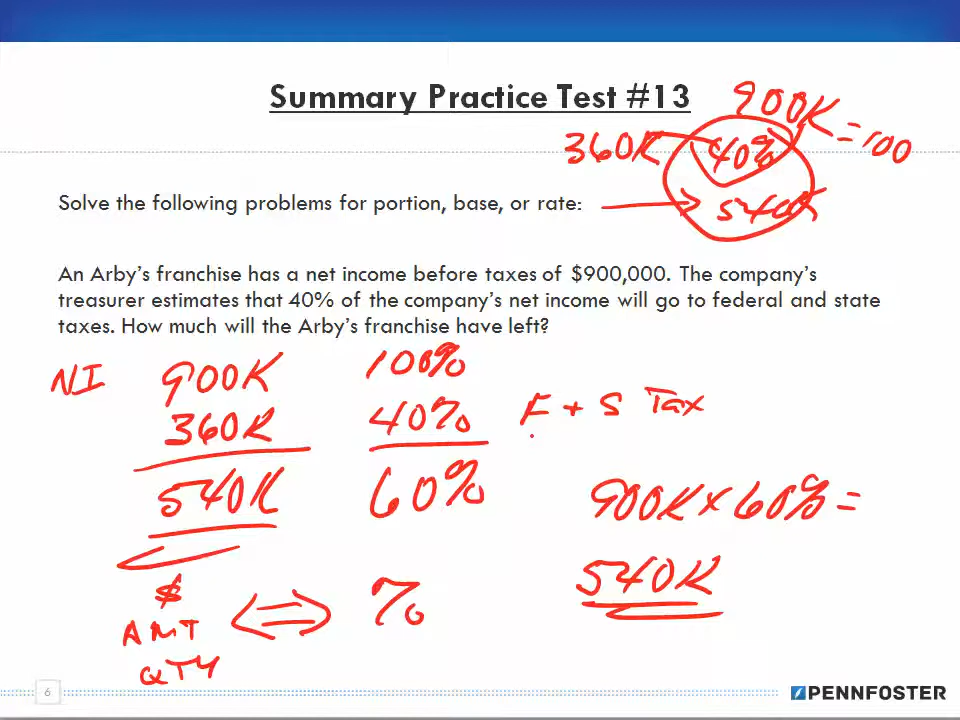 Summary Practice Test #13
900K = 100
360K 40%
540K
Solve the following problems for portion, base, or rate:
An Arby's franchise has a net income before taxes of $900,000. The company's
treasurer estimates that 40% of the company's net income will go to federal and state
taxes. How much will the Arby's franchise have left?
NI 900K 100%
360K 40% F + S Tax
540K 60% 900K x 60% =
540K
$ %
AMT
QTY
6
PENNFOSTER